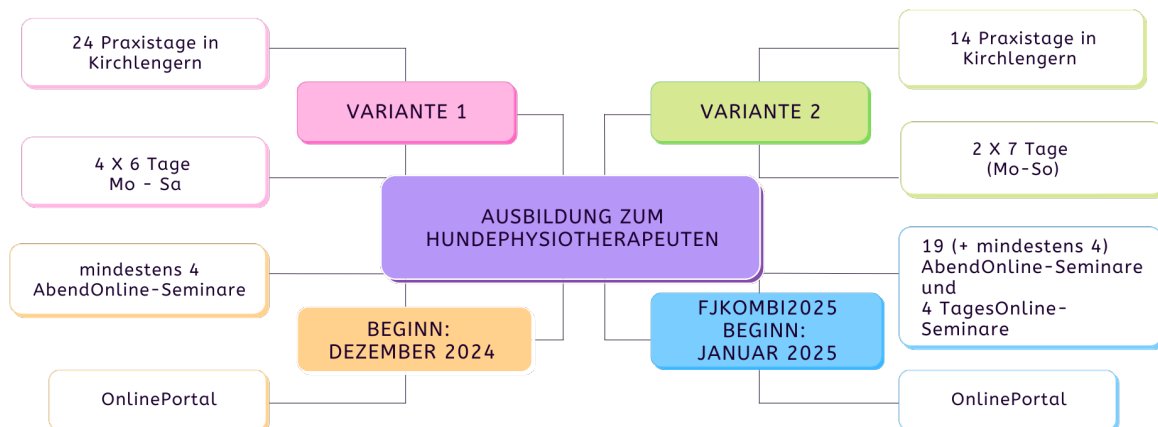 24 Praxistage in
Kirchlengern
VARIANTE 1
4 X 6 Tage
Mo - Sa
14 Praxistage in
Kirchlengern
VARIANTE 2
2 X 7 Tage
(Mo-So)
AUSBILDUNG ZUM
HUNDEPHYSIOTHERAPEUTEN
mindestens 4
AbendOnline-Seminare
BEGINN:
DEZEMBER 2024
OnlinePortal
19 (+ mindestens 4)
AbendOnline-Seminare
und
4 TagesOnline-
Seminare
FJKOMBI2025
BEGINN:
JANUAR 2025
OnlinePortal